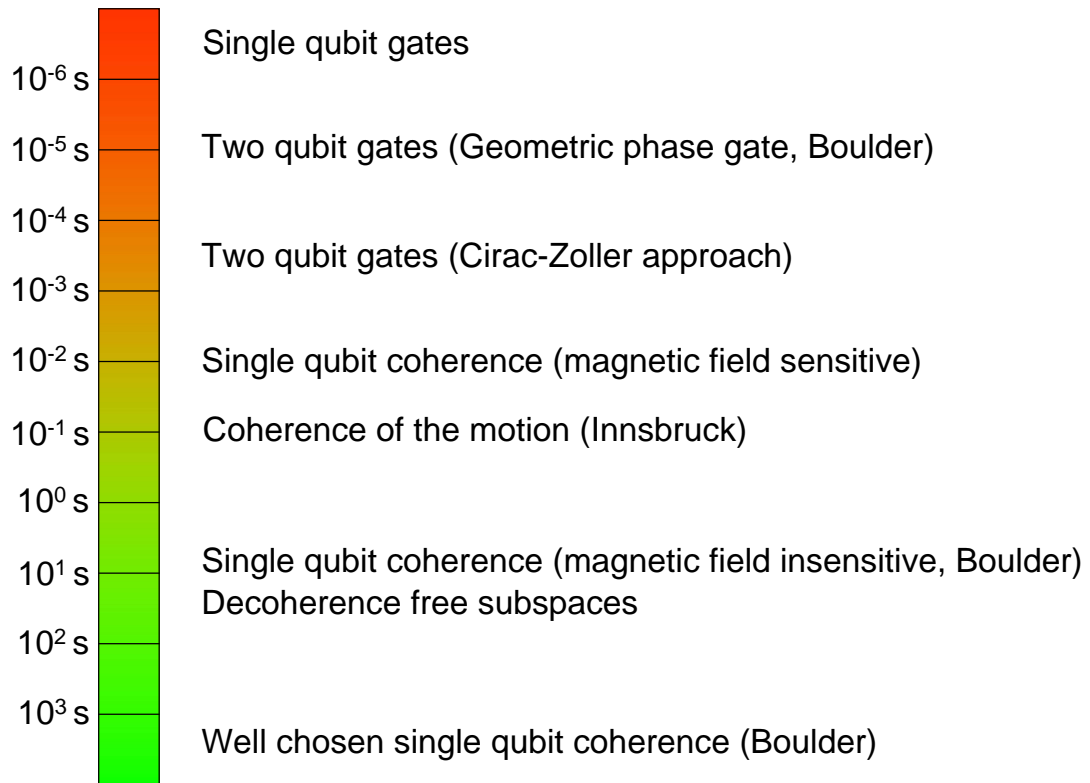 Single qubit gates
10⁻⁶ s
10⁻⁵ s Two qubit gates (Geometric phase gate, Boulder)
10⁻⁴ s
Two qubit gates (Cirac-Zoller approach)
10⁻³ s
10⁻² s Single qubit coherence (magnetic field sensitive)
10⁻¹ s Coherence of the motion (Innsbruck)
10⁰ s
10¹ s Single qubit coherence (magnetic field insensitive, Boulder)
Decoherence free subspaces
10² s
10³ s
Well chosen single qubit coherence (Boulder)